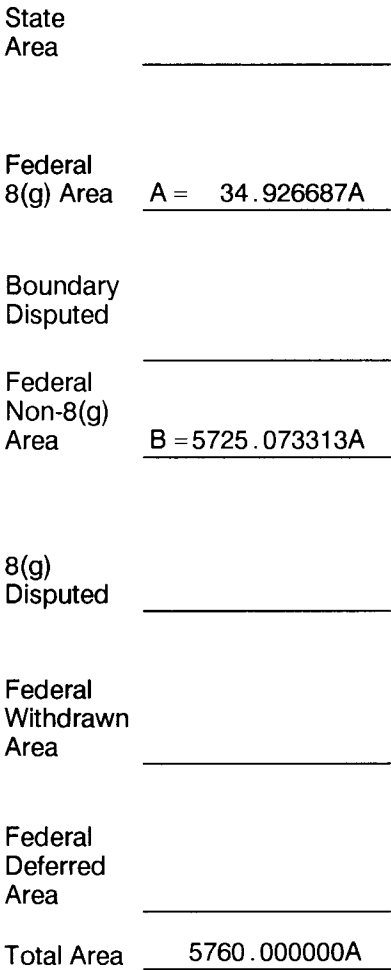 State
Area
Federal
8(g) Area A = 34.926687A
Boundary
Disputed
Federal
Non-8(g)
Area B =5725.073313A
8(g)
Disputed
Federal
Withdrawn
Area
Federal
Deferred
Area
Total Area 5760.000000A